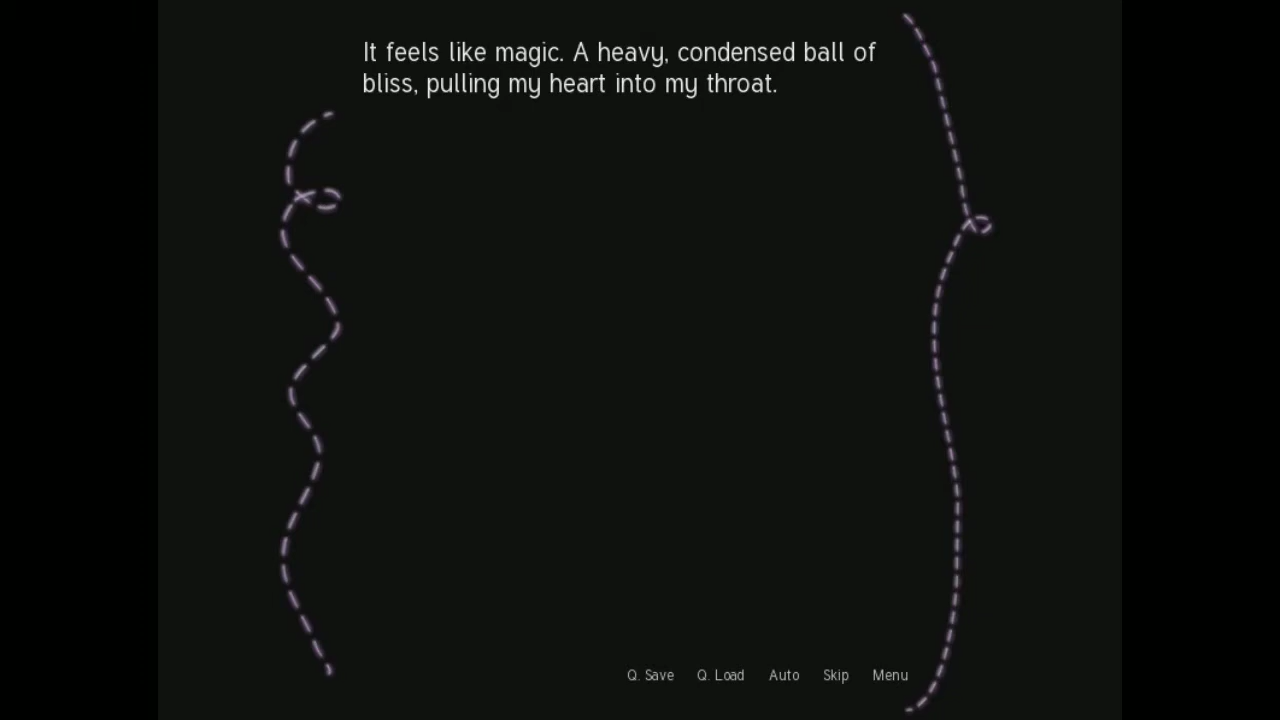 It feels like magic. A heavy, condensed ball of
bliss, pulling my heart into my throat.
Q. Save Q. Load Auto Skip Menu